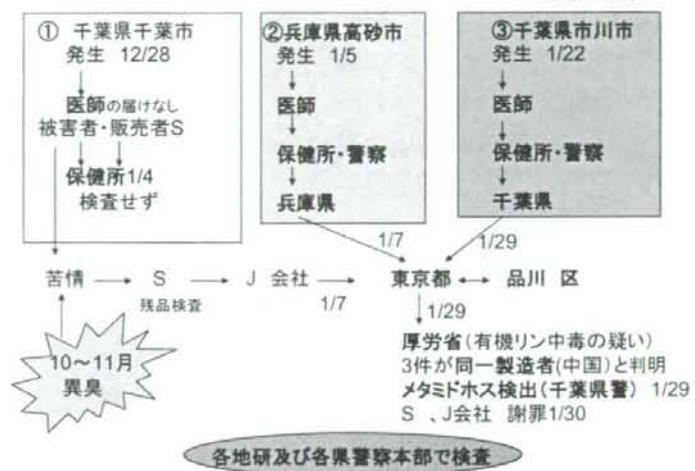 ① 千葉県千葉市
発生 12/28
医師の届けなし
被害者・販売者S
保健所1/4
検査せず
②兵庫県高砂市
発生 1/5
医師
保健所・警察
兵庫県
③千葉県市川市
発生 1/22
医師
保健所・警察
千葉県
1/7
1/29
苦情
S
J 会社
東京都
品川 区
残品検査
1/7
1/29
10～11月
異臭
厚労省(有機リン中毒の疑い)
3件が同一製造者(中国)と判明
メタミドホス検出(千葉県警) 1/29
S 、J会社 謝罪1/30
各地研及び各県警察本部で検査